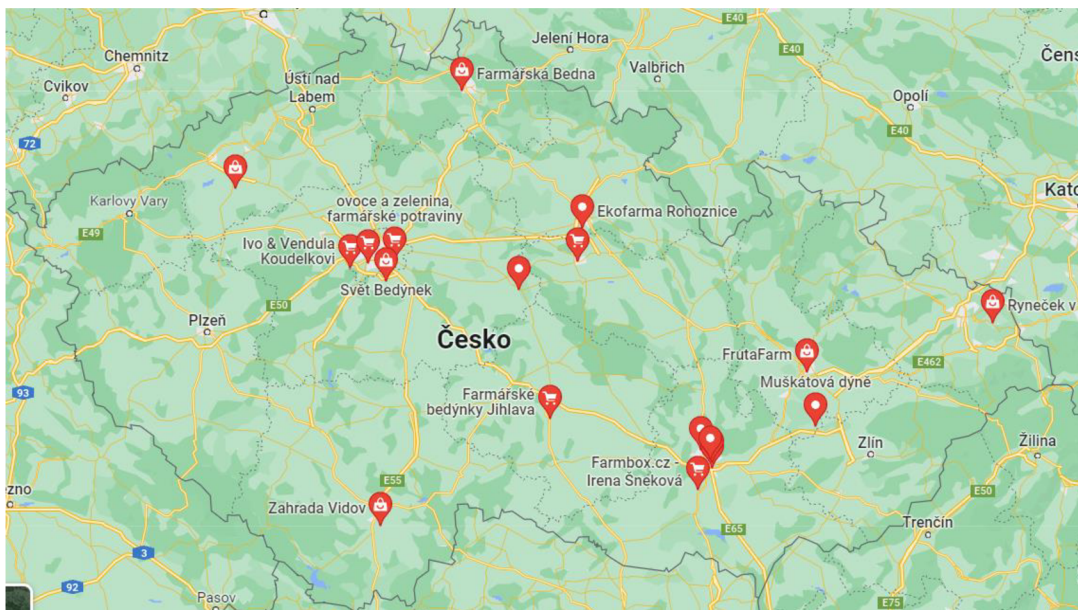 E40
Jelení Hora
Chemnitz
E40
Čens
Farmářská Bedna
Valbřich
Ústí nad
Labem
Cvikov
Opolí
E40
72
Karlovy Vary
ovoce a zelenina,
farmářské potraviny
Kato
Ekofarma Rohoznice
E49
Ivo & Vendula
Koudelkovi
Svět Bedýnek
E50
Ryneček v
Plzeň
Česko
FrutaFarm
E462
Muškátová dýně
93
Farmářské
bedýnky Jihlava
Zlín
Žilina
Farmbox.cz -
Irena Šneková
E55
ezno
E50
Zahrada Vidov
Trenčín
E65
3
92
Pasov
E75